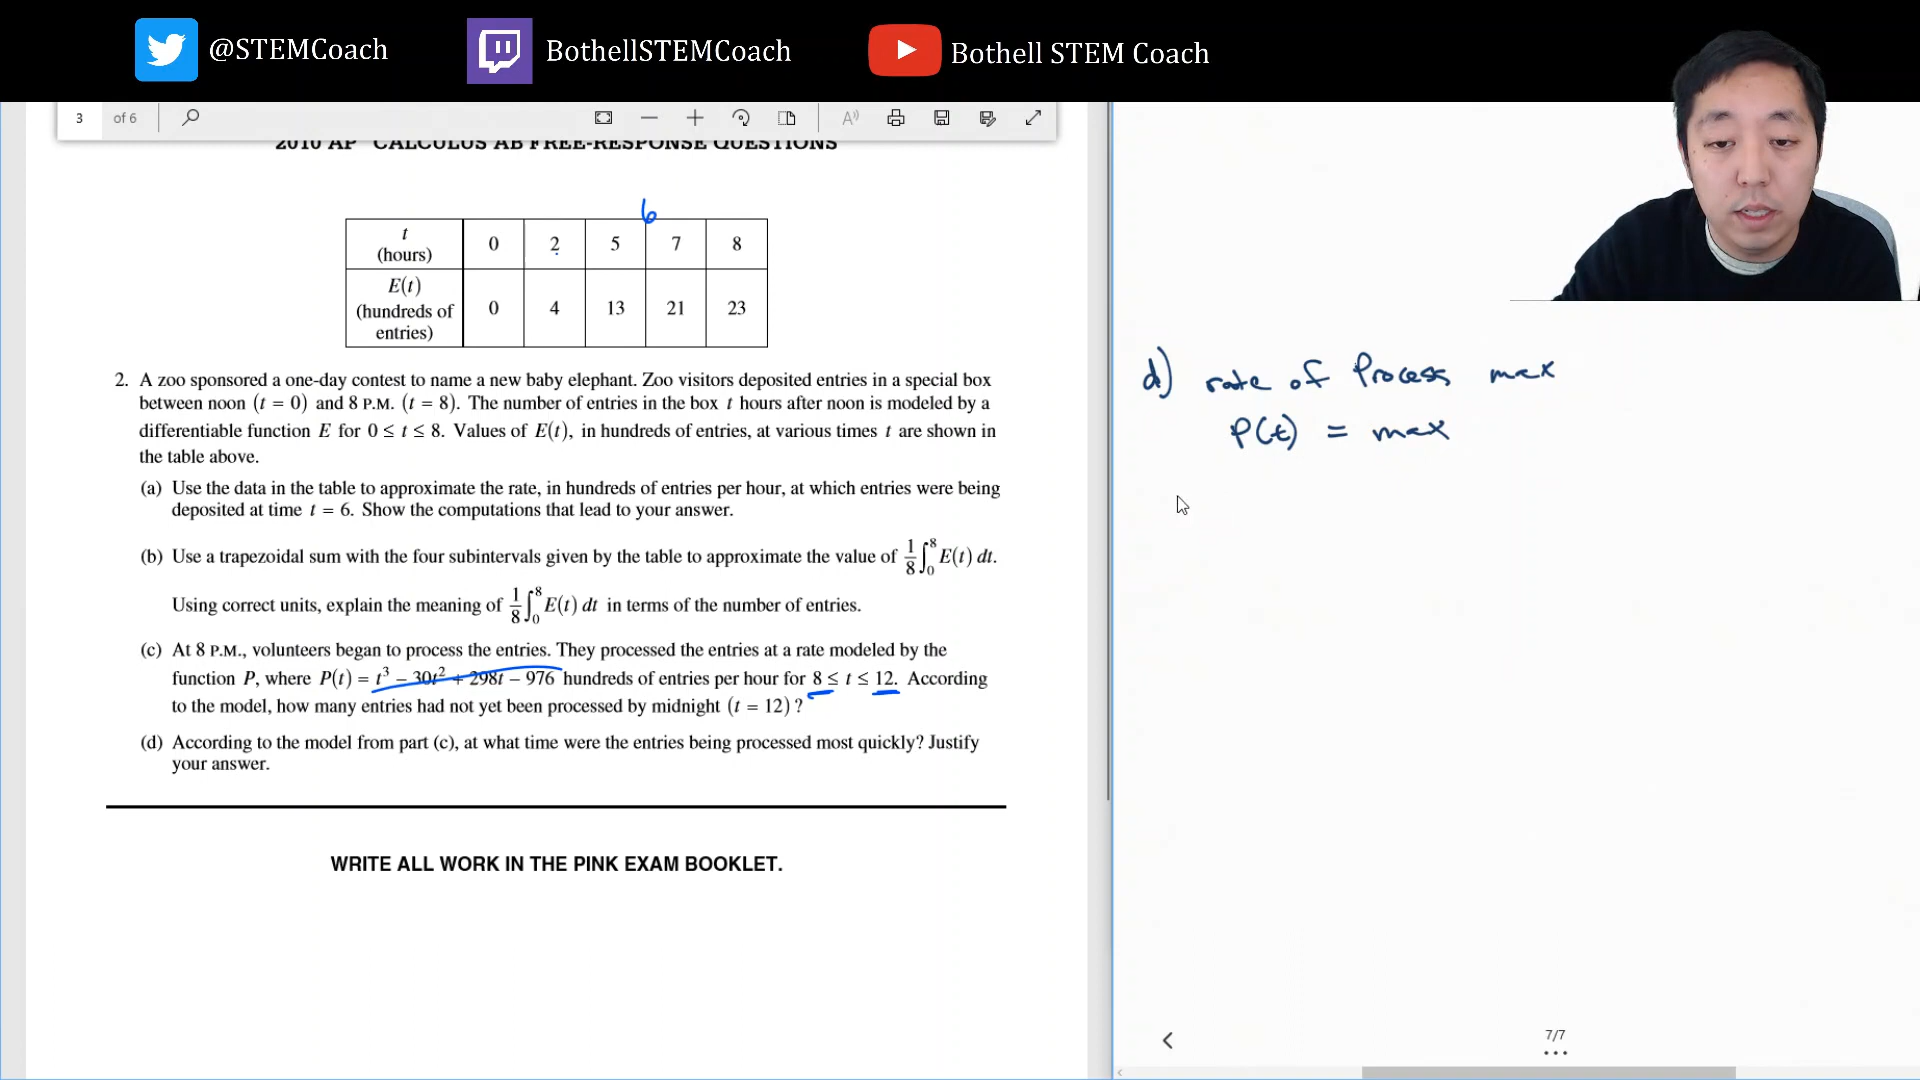 @STEMCoach BothellSTEMCoach Bothell STEM Coach
3 of 6
2010 AP® CALCULUS AB FREE-RESPONSE QUESTIONS
6
t (hours) 0 2 5 7 8
E(t) (hundreds of entries) 0 4 13 21 23
2. A zoo sponsored a one-day contest to name a new baby elephant. Zoo visitors deposited entries in a special box
between noon (t = 0) and 8 P.M. (t = 8). The number of entries in the box t hours after noon is modeled by a
differentiable function E for 0 ≤ t ≤ 8. Values of E(t), in hundreds of entries, at various times t are shown in
the table above.
(a) Use the data in the table to approximate the rate, in hundreds of entries per hour, at which entries were being
deposited at time t = 6. Show the computations that lead to your answer.
(b) Use a trapezoidal sum with the four subintervals given by the table to approximate the value of 1/8 ∫₀⁸ E(t) dt.
Using correct units, explain the meaning of 1/8 ∫₀⁸ E(t) dt in terms of the number of entries.
(c) At 8 P.M., volunteers began to process the entries. They processed the entries at a rate modeled by the
function P, where P(t) = t³ − 30t² + 298t − 976 hundreds of entries per hour for 8 ≤ t ≤ 12. According
to the model, how many entries had not yet been processed by midnight (t = 12) ?
(d) According to the model from part (c), at what time were the entries being processed most quickly? Justify
your answer.
WRITE ALL WORK IN THE PINK EXAM BOOKLET.
d) rate of Process max
P(t) = max
7/7